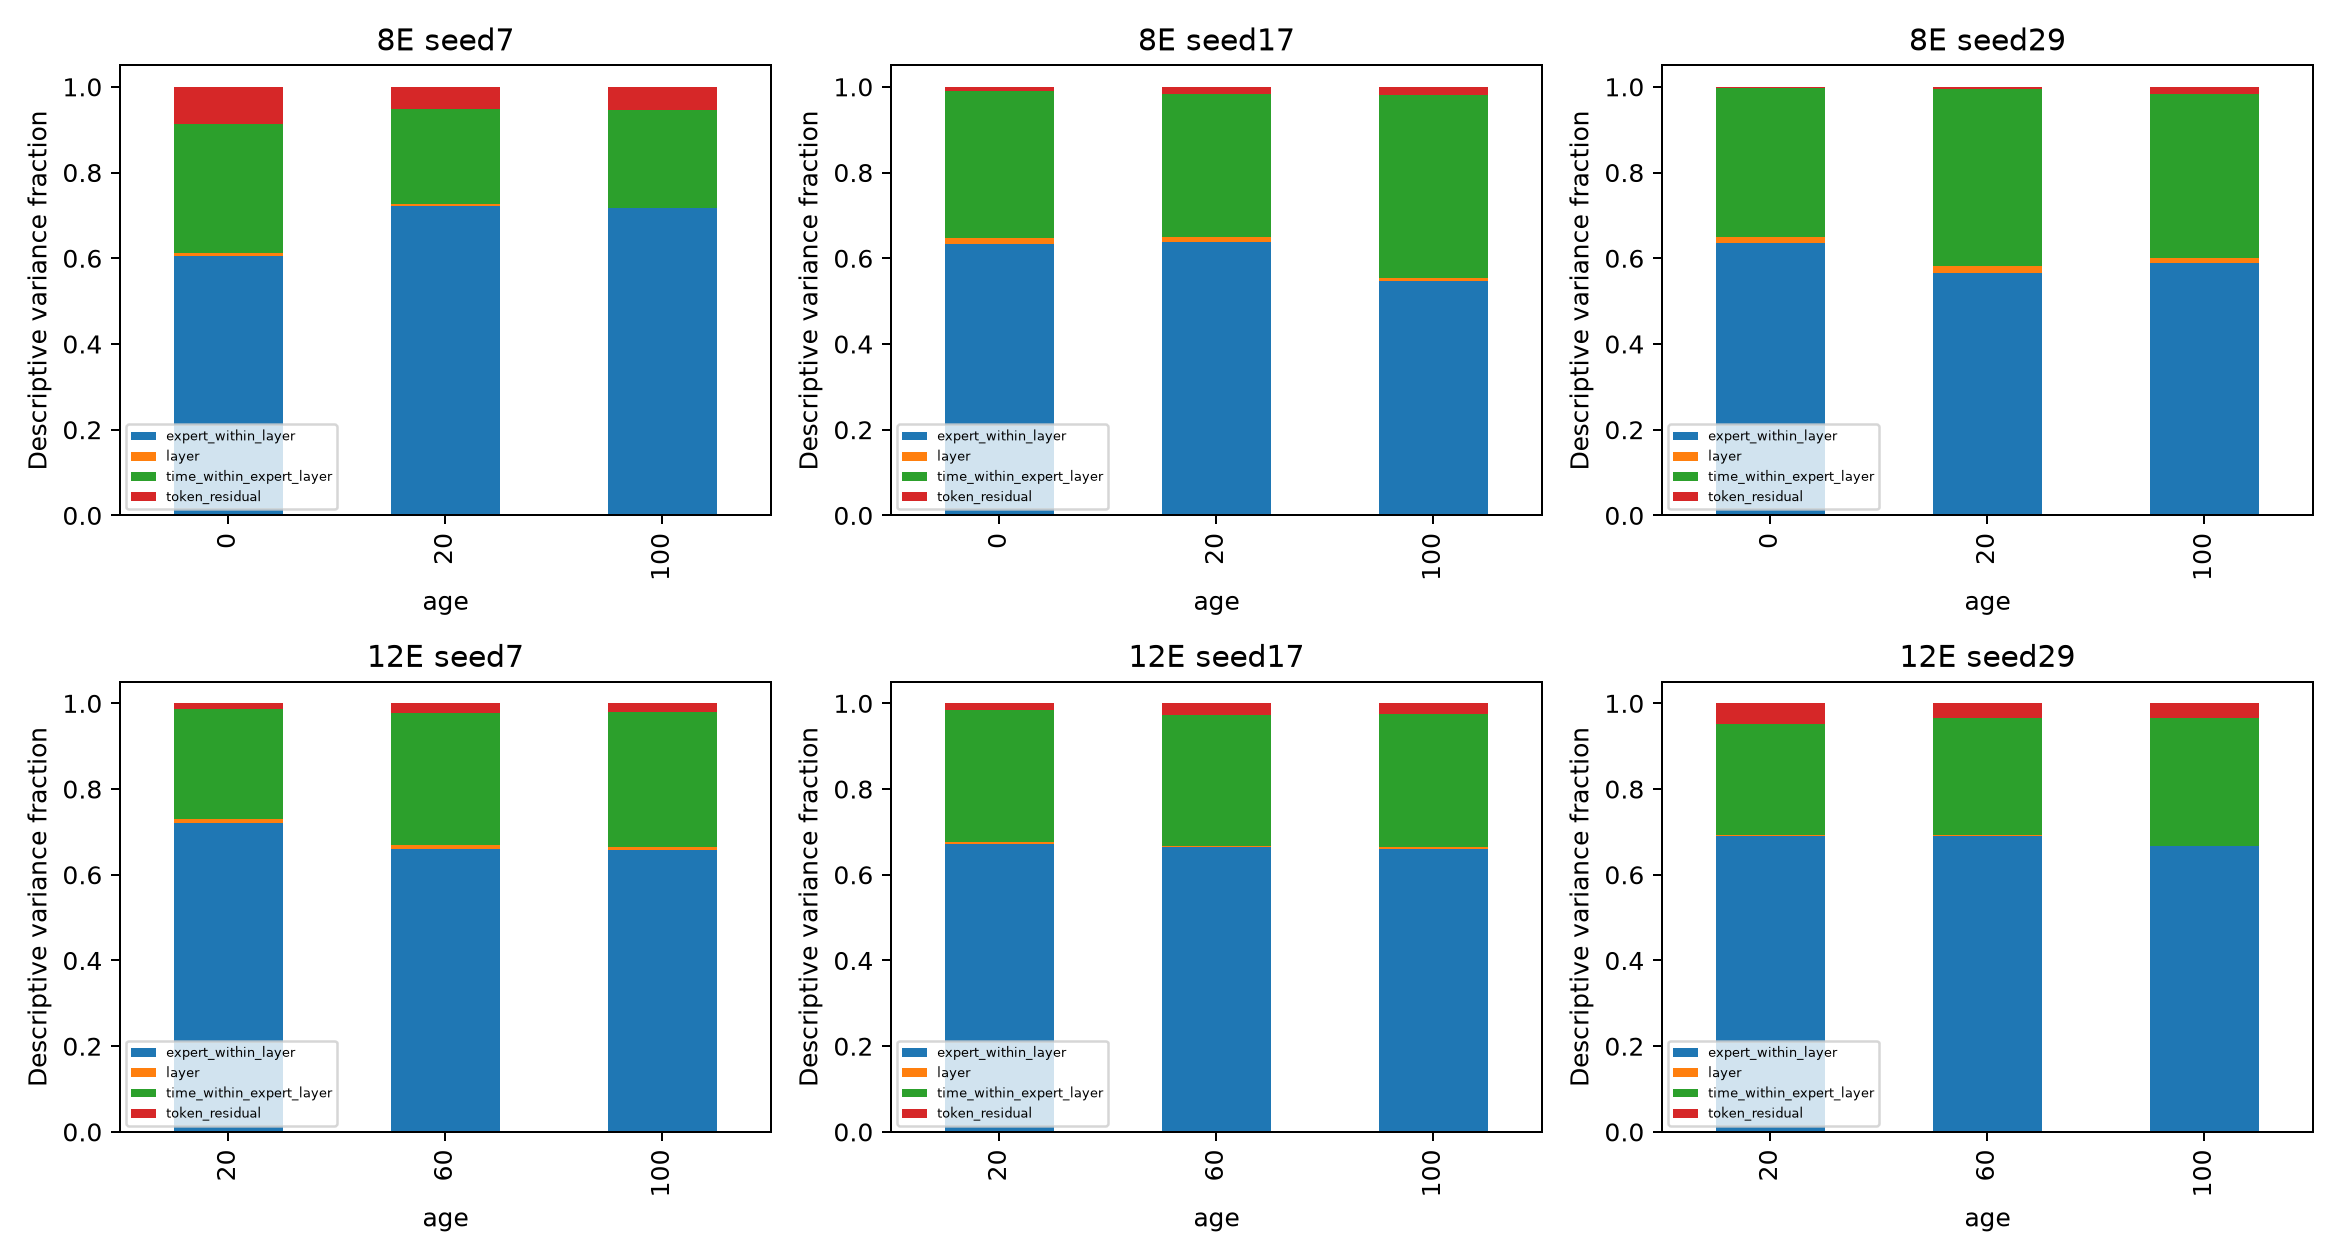 8E seed7
Descriptive variance fraction
1.0
0.8
0.6
0.4
0.2
0.0
expert_within_layer
layer
time_within_expert_layer
token_residual
0
20
100
age
8E seed17
Descriptive variance fraction
1.0
0.8
0.6
0.4
0.2
0.0
expert_within_layer
layer
time_within_expert_layer
token_residual
0
20
100
age
8E seed29
Descriptive variance fraction
1.0
0.8
0.6
0.4
0.2
0.0
expert_within_layer
layer
time_within_expert_layer
token_residual
0
20
100
age
12E seed7
Descriptive variance fraction
1.0
0.8
0.6
0.4
0.2
0.0
expert_within_layer
layer
time_within_expert_layer
token_residual
20
60
100
age
12E seed17
Descriptive variance fraction
1.0
0.8
0.6
0.4
0.2
0.0
expert_within_layer
layer
time_within_expert_layer
token_residual
20
60
100
age
12E seed29
Descriptive variance fraction
1.0
0.8
0.6
0.4
0.2
0.0
expert_within_layer
layer
time_within_expert_layer
token_residual
20
60
100
age